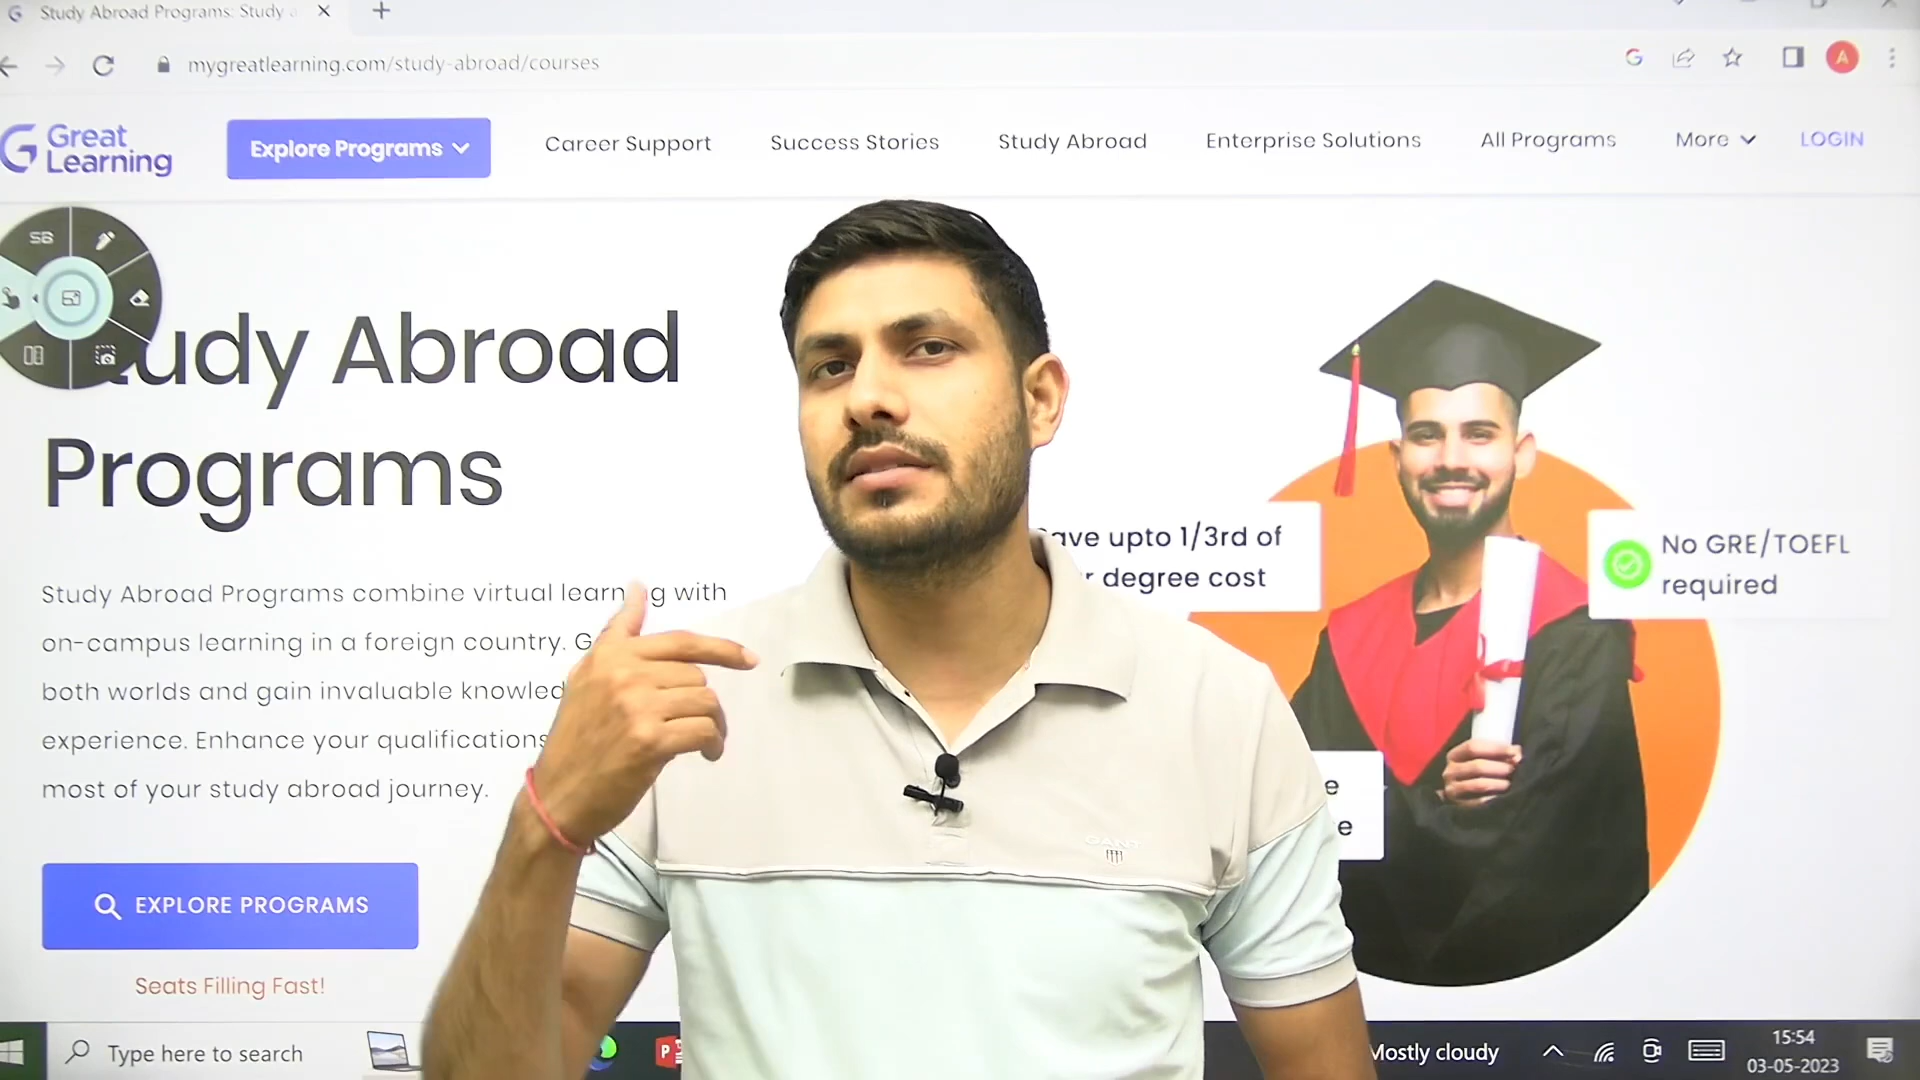 Study Abroad Programs: Study a
mygreatlearning.com/study-abroad/courses
A
Great
Learning
Explore Programs
Career Support
Success Stories
Study Abroad
Enterprise Solutions
All Programs
More
LOGIN
SB
Study Abroad
Programs
Study Abroad Programs combine virtual learning with
on-campus learning in a foreign country. G
both worlds and gain invaluable knowled
experience. Enhance your qualifications
most of your study abroad journey.
EXPLORE PROGRAMS
Seats Filling Fast!
ave upto 1/3rd of
r degree cost
No GRE/TOEFL
required
e
e
GANT
Type here to search
P
Mostly cloudy
15:54
03-05-2023